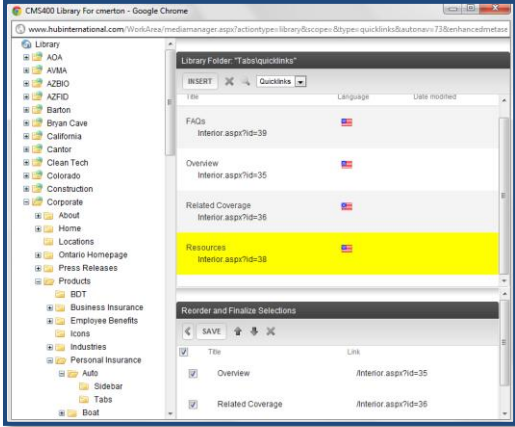 CMS400 Library for cmerton - Google Chrome
www.hubinternational.com/WorkArea/mediamanager.aspx?actiontype=library&scope=&type=quicklinks&autonav=73&enhancedmetase
Library
AOA
AVMA
AZBIO
AZFID
Barton
Bryan Cave
California
Cantor
Clean Tech
Colorado
Construction
Corporate
About
Home
Locations
Ontario Homepage
Press Releases
Products
BDT
Business Insurance
Employee Benefits
Icons
Industries
Personal Insurance
Auto
Sidebar
Tabs
Boat
Library Folder: "Tabs\quicklinks"
INSERT Quicklinks
Title Language Date modified
FAQs
Interior.aspx?id=39
Overview
Interior.aspx?id=35
Related Coverage
Interior.aspx?id=36
Resources
Interior.aspx?id=38
Reorder and Finalize Selections
SAVE
Title Link
Overview /Interior.aspx?id=35
Related Coverage /Interior.aspx?id=36